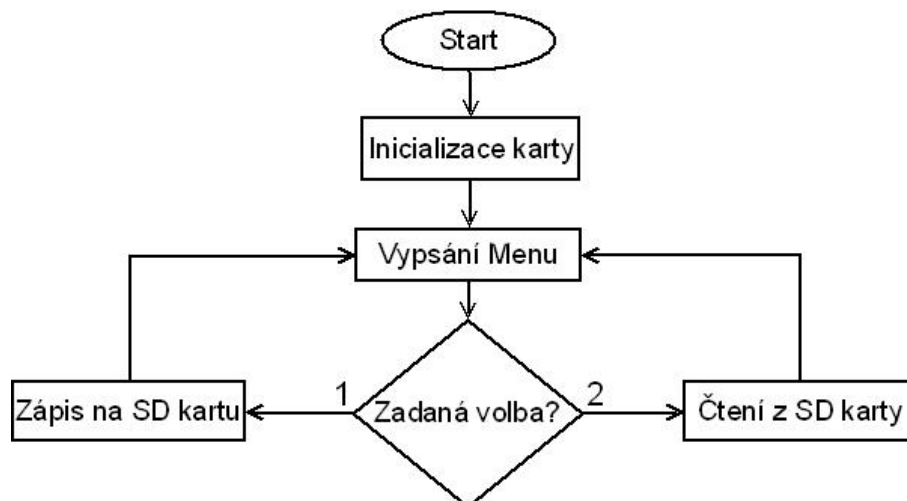 Start
Inicializace karty
Vypsání Menu
Zápis na SD kartu
1
Zadaná volba?
2
Čtení z SD karty